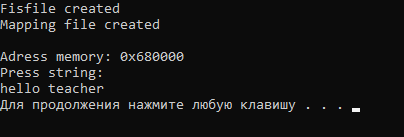 Fisfile created
Mapping file created
Adress memory: 0x680000
Press string:
hello teacher
Для продолжения нажмите любую клавишу . . .